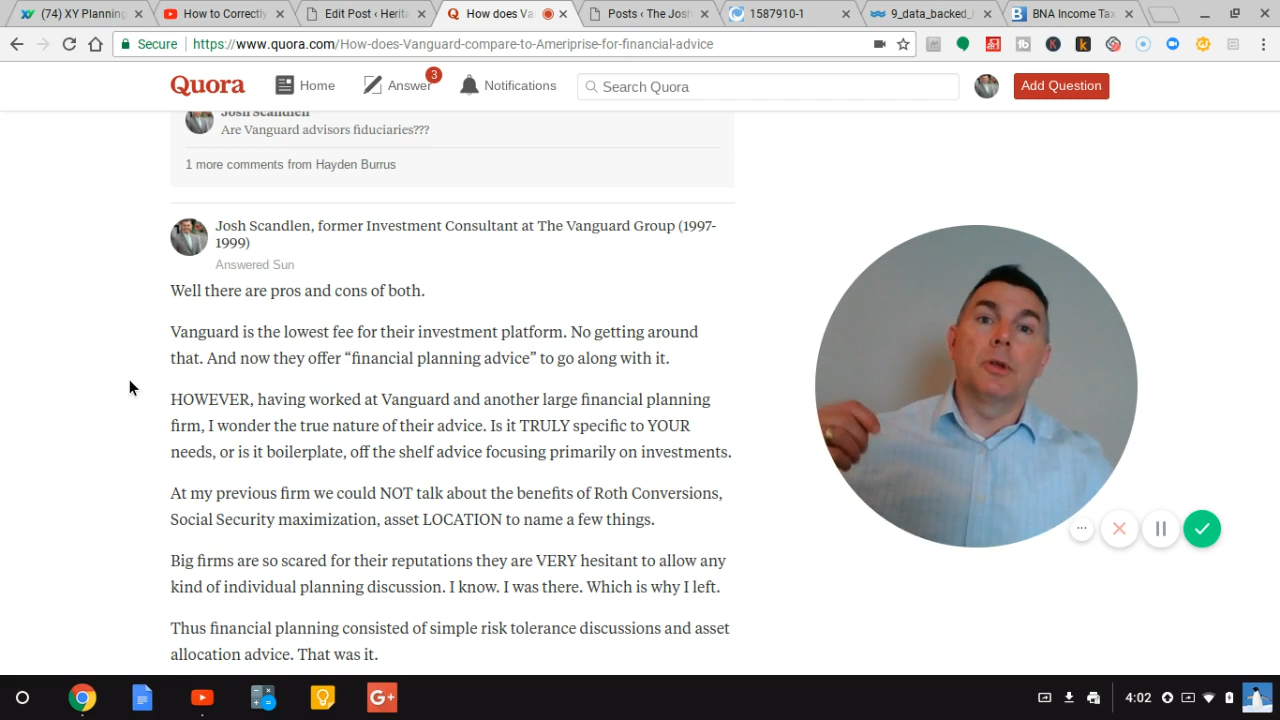 (74) XY Planning
How to Correctly
Edit Post ‹ Herita
How does Va
Posts ‹ The Josh
1587910-1
9_data_backed_
BNA Income Tax
Secure
https://www.quora.com/How-does-Vanguard-compare-to-Ameriprise-for-financial-advice
Quora
Home
Answer
3
Notifications
Search Quora
Add Question
Josh Scandlen
Are Vanguard advisors fiduciaries???
1 more comments from Hayden Burrus
Josh Scandlen, former Investment Consultant at The Vanguard Group (1997-
1999)
Answered Sun
Well there are pros and cons of both.
Vanguard is the lowest fee for their investment platform. No getting around
that. And now they offer “financial planning advice” to go along with it.
HOWEVER, having worked at Vanguard and another large financial planning
firm, I wonder the true nature of their advice. Is it TRULY specific to YOUR
needs, or is it boilerplate, off the shelf advice focusing primarily on investments.
At my previous firm we could NOT talk about the benefits of Roth Conversions,
Social Security maximization, asset LOCATION to name a few things.
Big firms are so scared for their reputations they are VERY hesitant to allow any
kind of individual planning discussion. I know. I was there. Which is why I left.
Thus financial planning consisted of simple risk tolerance discussions and asset
allocation advice. That was it.
G+
4:02